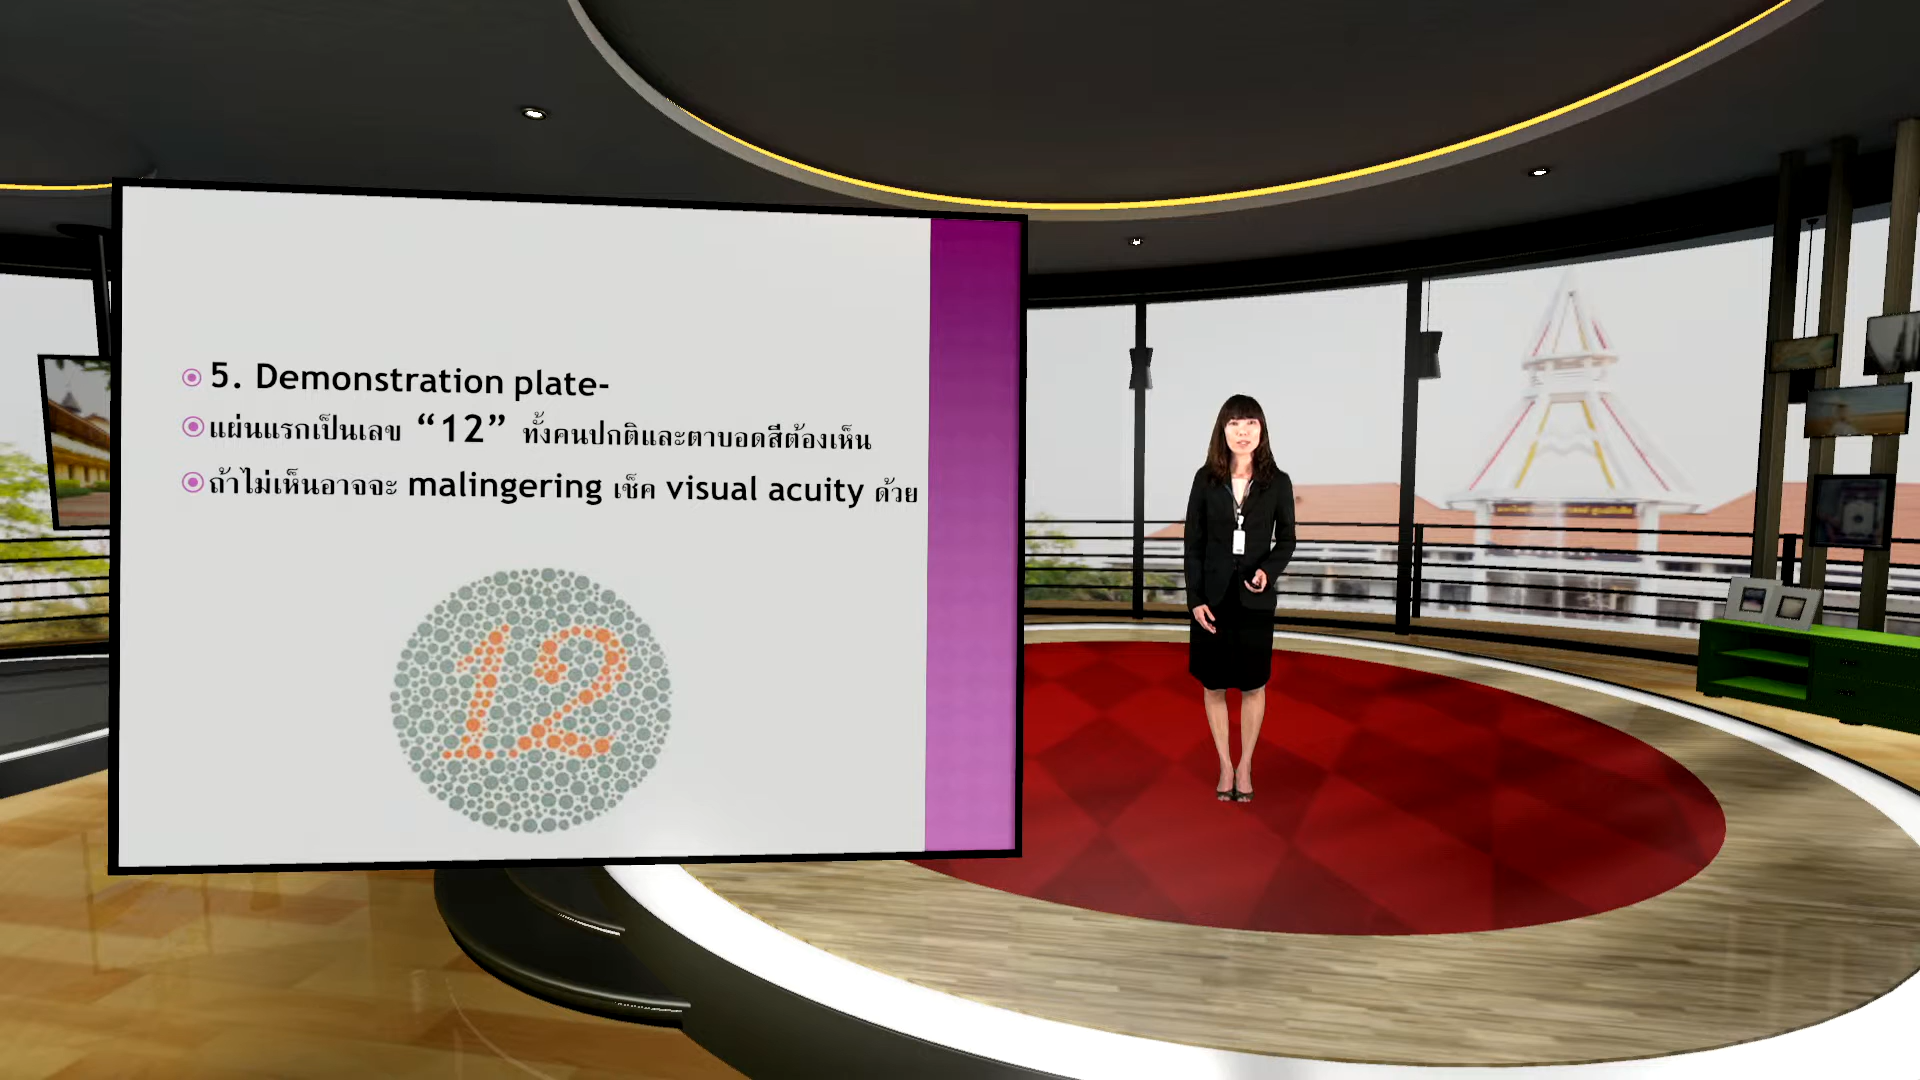 5. Demonstration plate-
แผ่นแรกเป็นเลข “12” ทั้งคนปกติและตาบอดสีต้องเห็น
ถ้าไม่เห็นอาจจะ malingering เช็ค visual acuity ด้วย
12